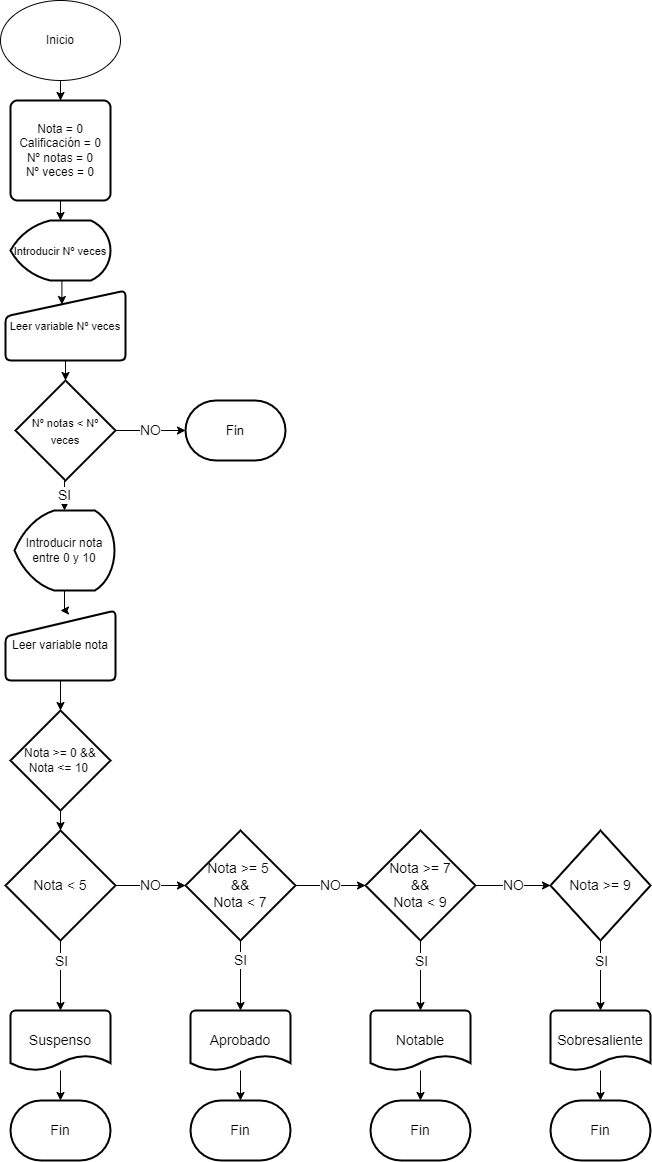 Inicio
Nota = 0
Calificación = 0
Nº notas = 0
Nº veces = 0
Introducir Nº veces
Leer variable Nº veces
Nº notas < Nº
veces
NO
Fin
SI
Introducir nota
entre 0 y 10
Leer variable nota
Nota >= 0 &&
Nota <= 10
Nota < 5
NO
Nota >= 5
&&
Nota < 7
NO
Nota >= 7
&&
Nota < 9
NO
Nota >= 9
SI
SI
SI
SI
Suspenso
Aprobado
Notable
Sobresaliente
Fin
Fin
Fin
Fin